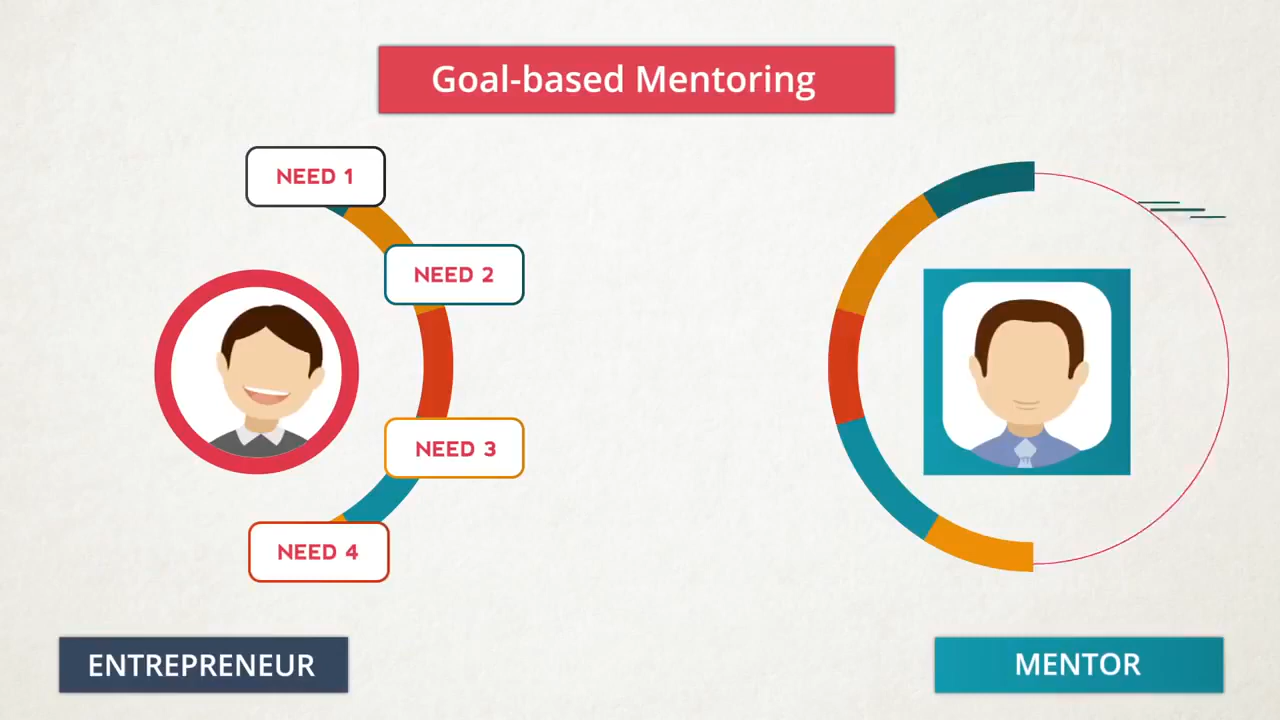 Goal-based Mentoring
NEED 1
NEED 2
NEED 3
NEED 4
ENTREPRENEUR
MENTOR